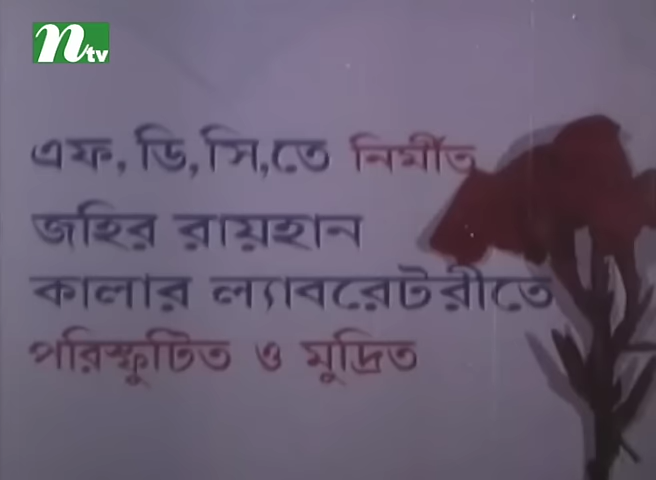 ntv
এফ,ডি,সি,তে নির্মীত
জহির রায়হান
কালার ল্যাবরেটরীতে
পরিস্ফুটিত ও মুদ্রিত